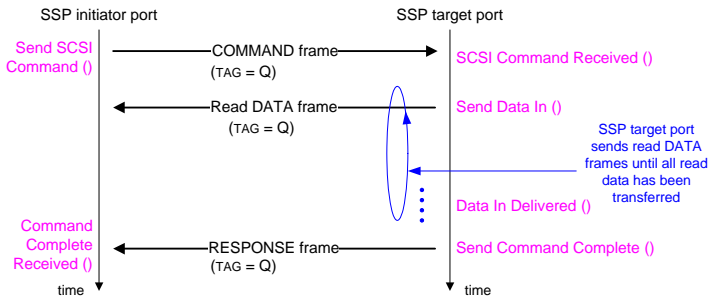 SSP initiator port
SSP target port
Send SCSI
Command ()
COMMAND frame
(TAG = Q)
SCSI Command Received ()
Read DATA frame
(TAG = Q)
Send Data In ()
SSP target port
sends read DATA
frames until all read
data has been
transferred
Data In Delivered ()
Command
Complete
Received ()
RESPONSE frame
(TAG = Q)
Send Command Complete ()
time
time